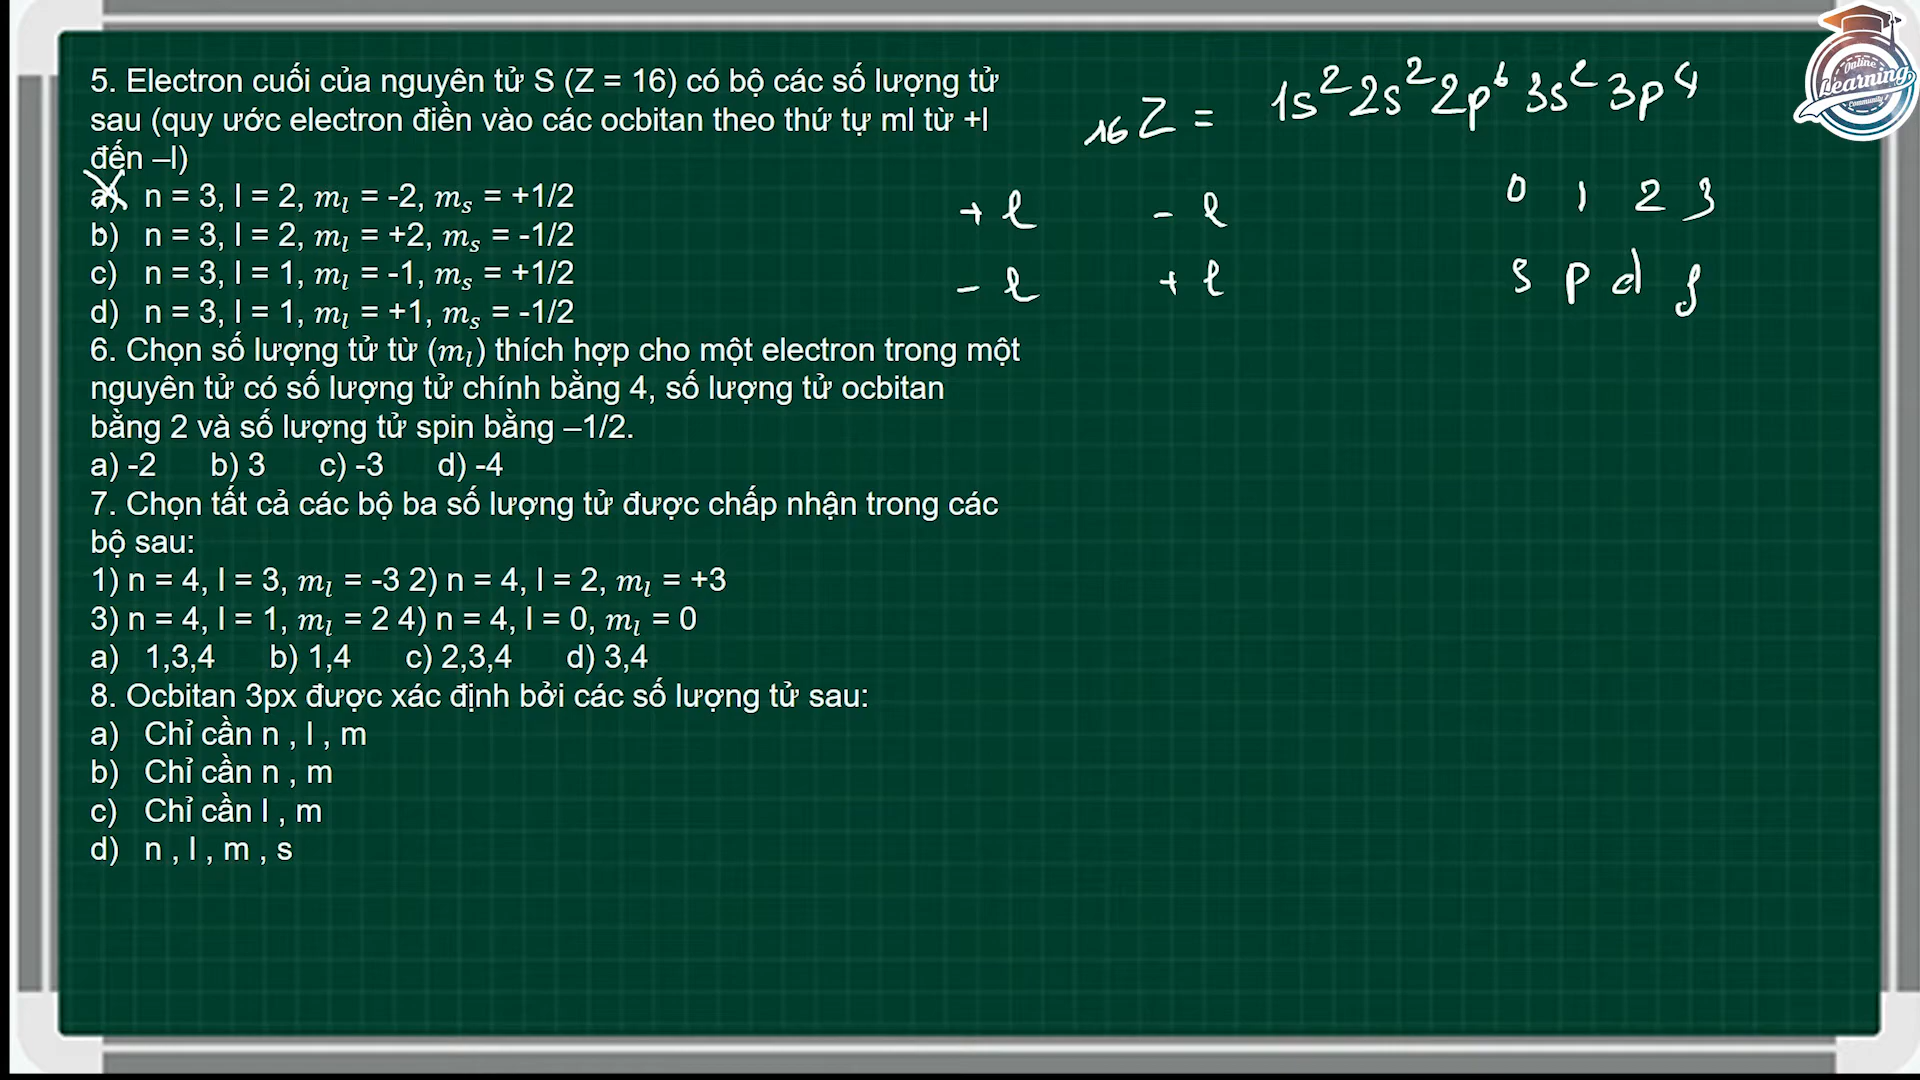 5. Electron cuối của nguyên tử S (Z = 16) có bộ các số lượng tử
sau (quy ước electron điền vào các ocbitan theo thứ tự ml từ +l
đến –l)
a) n = 3, l = 2, mₗ = -2, mₛ = +1/2
b) n = 3, l = 2, mₗ = +2, mₛ = -1/2
c) n = 3, l = 1, mₗ = -1, mₛ = +1/2
d) n = 3, l = 1, mₗ = +1, mₛ = -1/2
6. Chọn số lượng tử từ (mₗ) thích hợp cho một electron trong một
nguyên tử có số lượng tử chính bằng 4, số lượng tử ocbitan
bằng 2 và số lượng tử spin bằng –1/2.
a) -2 b) 3 c) -3 d) -4
7. Chọn tất cả các bộ ba số lượng tử được chấp nhận trong các
bộ sau:
1) n = 4, l = 3, mₗ = -3 2) n = 4, l = 2, mₗ = +3
3) n = 4, l = 1, mₗ = 2 4) n = 4, l = 0, mₗ = 0
a) 1,3,4 b) 1,4 c) 2,3,4 d) 3,4
8. Ocbitan 3px được xác định bởi các số lượng tử sau:
a) Chỉ cần n , l , m
b) Chỉ cần n , m
c) Chỉ cần l , m
d) n , l , m , s
₁₆Z = 1s² 2s² 2p⁶ 3s² 3p⁴
+ l - l
- l + l
0 1 2 3
s p d f
Online
Learning
Community